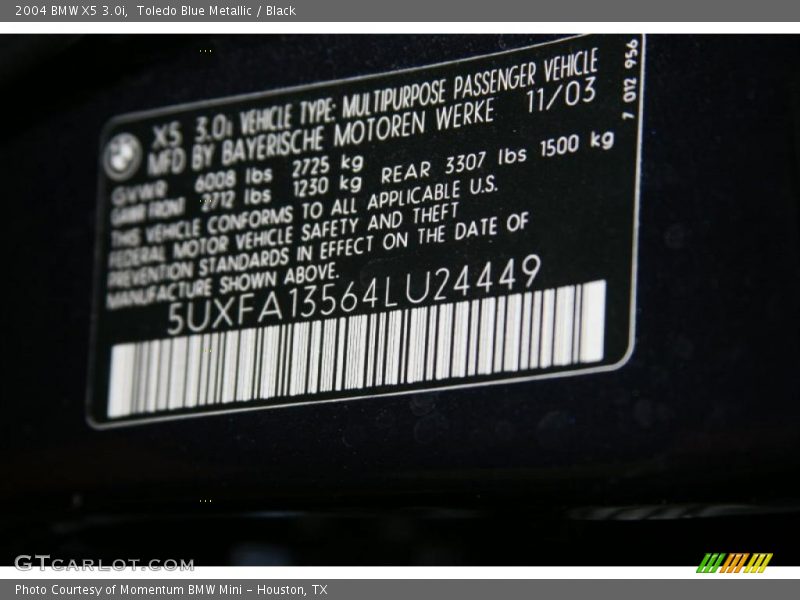 2004 BMW X5 3.0i,  Toledo Blue Metallic / Black
X5 3.0i VEHICLE TYPE: MULTIPURPOSE PASSENGER VEHICLE
MFD BY BAYERISCHE MOTOREN WERKE 11/03
GVWR 6008 lbs 2725 kg
GAWR FRONT 2712 lbs 1230 kg REAR 3307 lbs 1500 kg
THIS VEHICLE CONFORMS TO ALL APPLICABLE U.S.
FEDERAL MOTOR VEHICLE SAFETY AND THEFT
PREVENTION STANDARDS IN EFFECT ON THE DATE OF
MANUFACTURE SHOWN ABOVE.
5UXFA13564LU24449
7 012 956
GTCARLOT.COM
Photo Courtesy of Momentum BMW Mini - Houston, TX